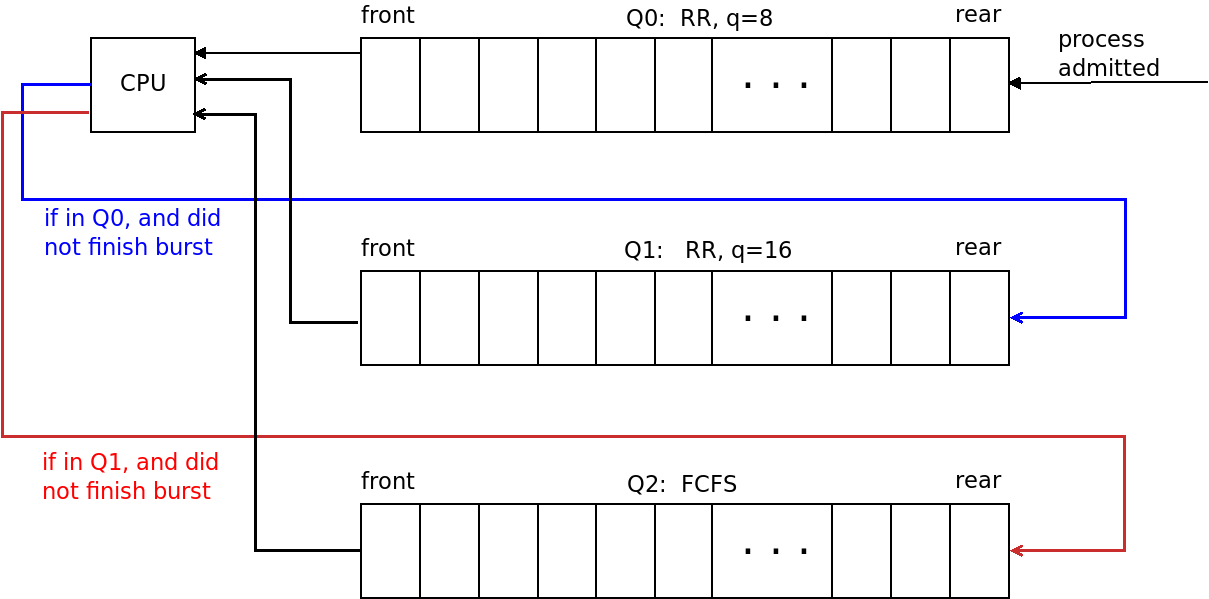 front
Q0: RR, q=8
rear
process
admitted
CPU
. . .
if in Q0, and did
not finish burst
front
Q1: RR, q=16
rear
. . .
if in Q1, and did
not finish burst
front
Q2: FCFS
rear
. . .